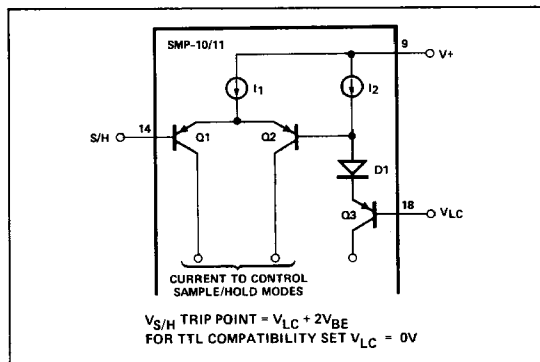 SMP-10/11
9
V+
I1
I2
S/H
14
Q1
Q2
D1
Q3
18
VLC
CURRENT TO CONTROL
SAMPLE/HOLD MODES
VS/H TRIP POINT = VLC + 2VBE
FOR TTL COMPATIBILITY SET VLC = 0V